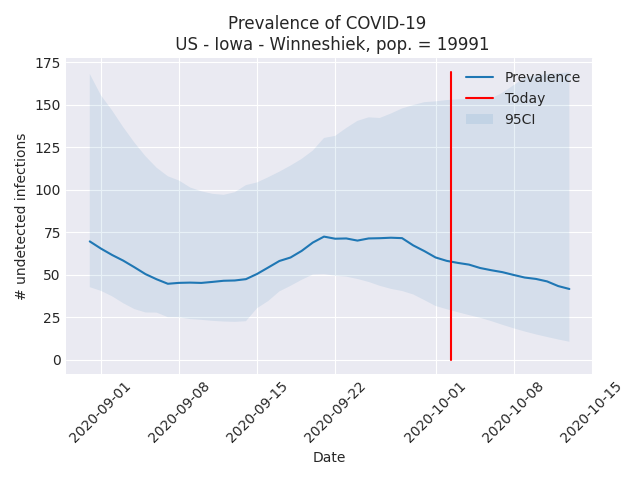 Prevalence of COVID-19
US - Iowa - Winneshiek, pop. = 19991
# undetected infections
175
150
125
100
75
50
25
0
Prevalence
Today
95CI
2020-09-01
2020-09-08
2020-09-15
2020-09-22
2020-10-01
2020-10-08
2020-10-15
Date